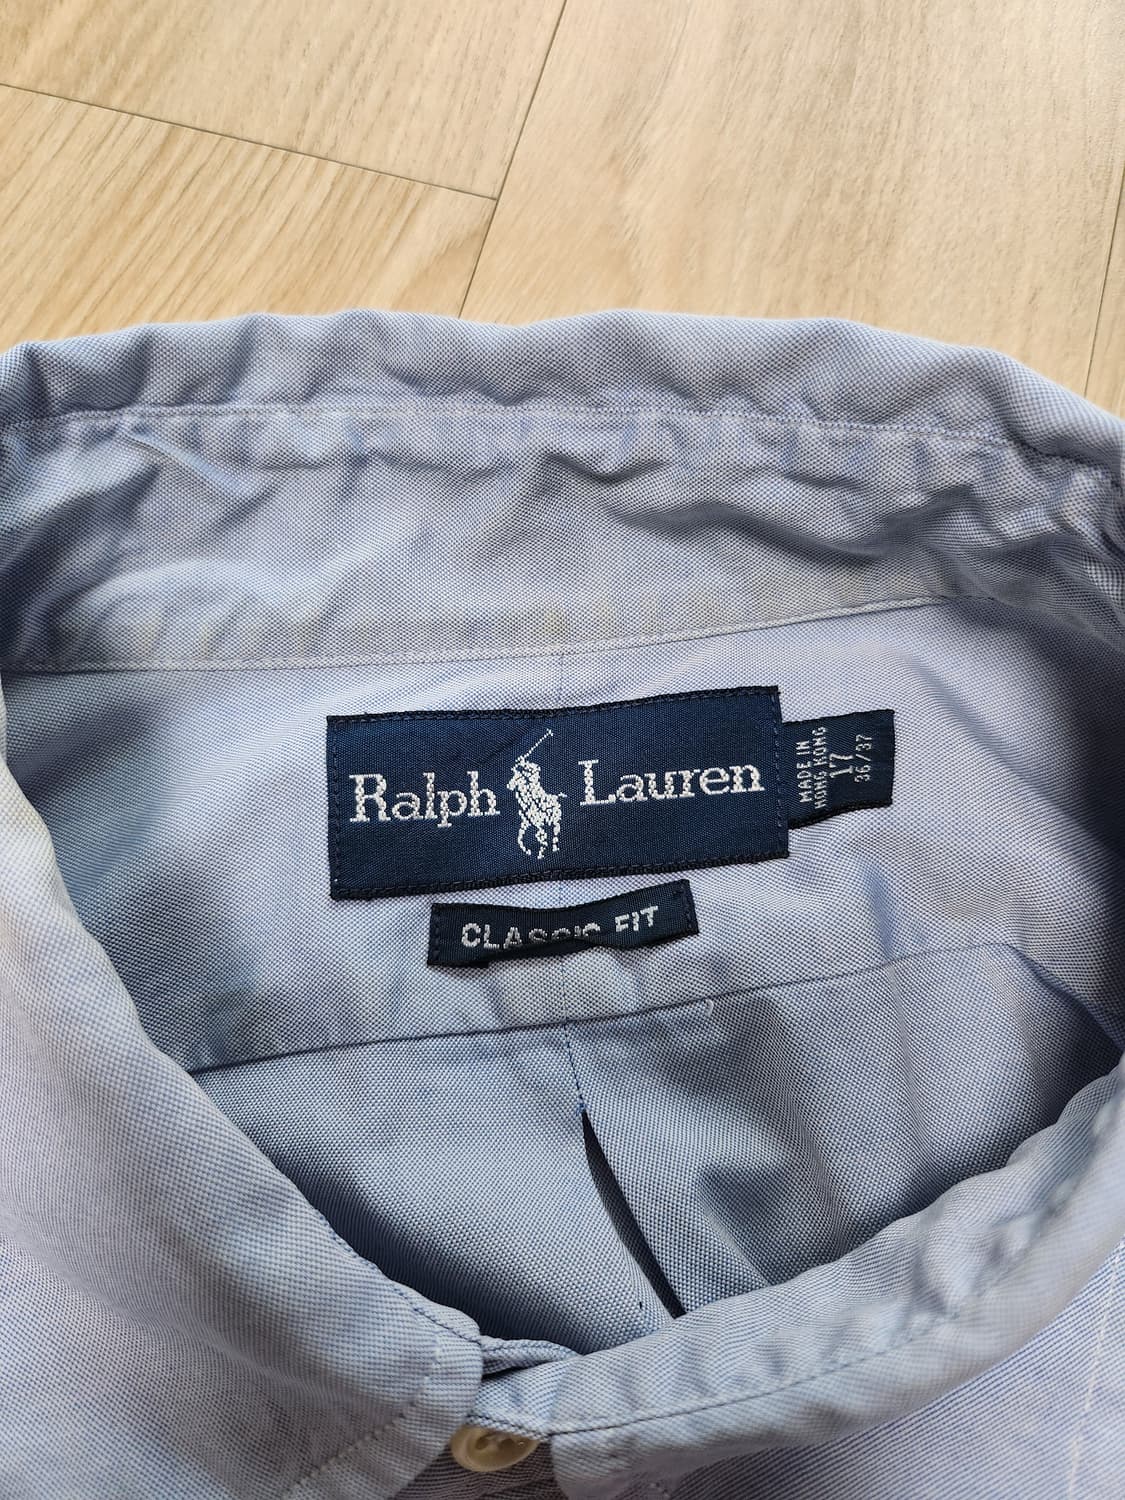 Ralph Lauren
MADE IN
HONG KONG
17
36/37
CLASSIC FIT